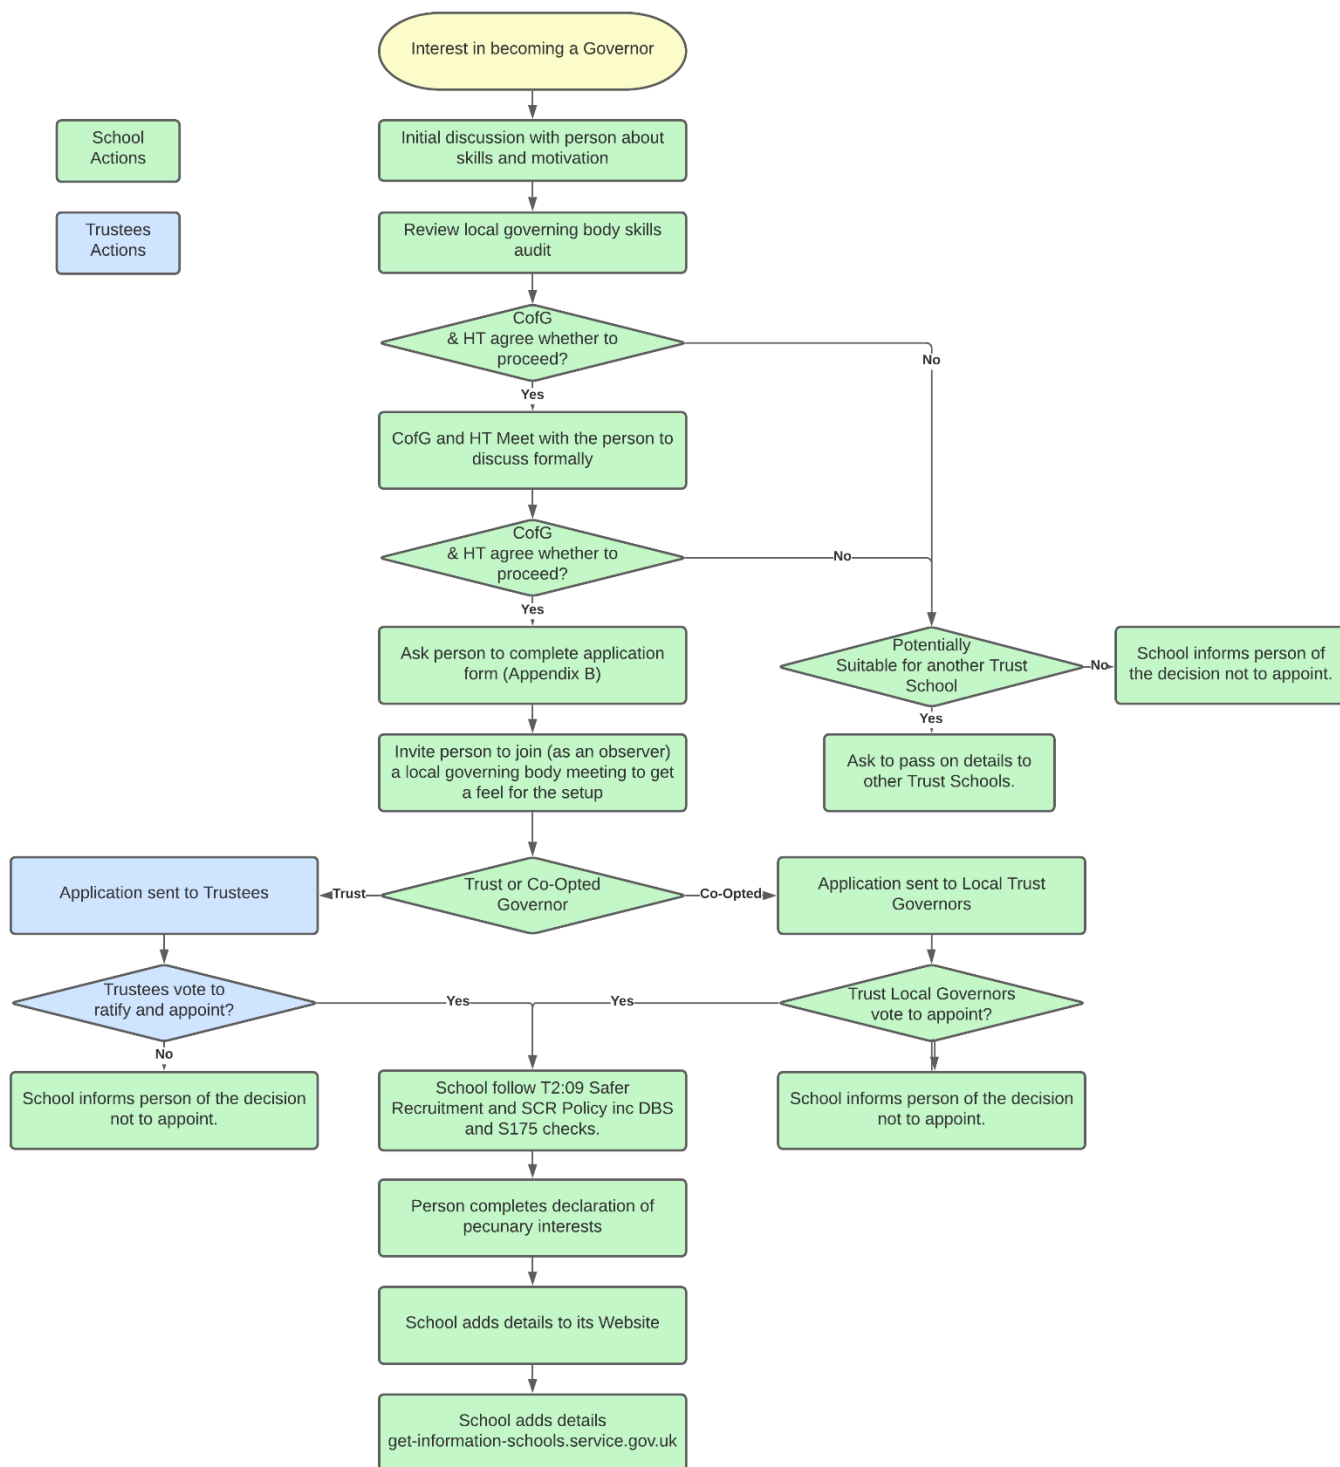 Interest in becoming a Governor
School
Actions
Initial discussion with person about
skills and motivation
Trustees
Actions
Review local governing body skills
audit
CofG
& HT agree whether to
proceed?
No
Yes
CofG and HT Meet with the person to
discuss formally
CofG
& HT agree whether to
proceed?
No
Yes
Ask person to complete application
form (Appendix B)
Potentially
Suitable for another Trust
School
No
School informs person of
the decision not to appoint.
Yes
Invite person to join (as an observer)
a local governing body meeting to get
a feel for the setup
Ask to pass on details to
other Trust Schools.
Application sent to Trustees
Trust
Trust or Co-Opted
Governor
Co-Opted
Application sent to Local Trust
Governors
Trustees vote to
ratify and appoint?
Yes
Yes
Trust Local Governors
vote to appoint?
No
School informs person of the decision
not to appoint.
School follow T2:09 Safer
Recruitment and SCR Policy inc DBS
and S175 checks.
School informs person of the decision
not to appoint.
Person completes declaration of
pecunary interests
School adds details to its Website
School adds details
get-information-schools.service.gov.uk